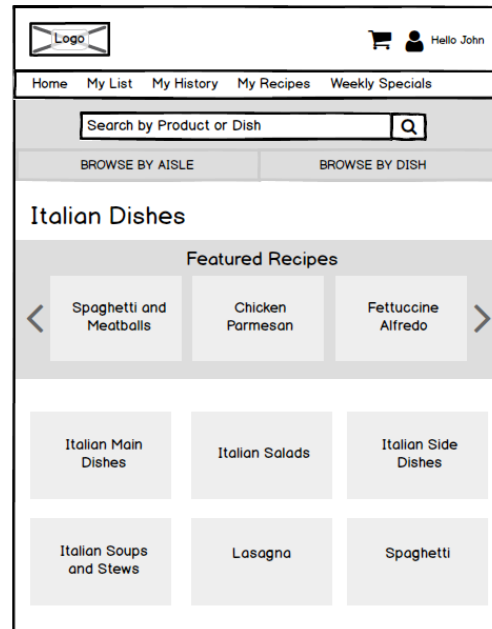 Logo
Hello John
Home My List My History My Recipes Weekly Specials
Search by Product or Dish
BROWSE BY AISLE BROWSE BY DISH
Italian Dishes
Featured Recipes
Spaghetti and
Meatballs
Chicken
Parmesan
Fettuccine
Alfredo
Italian Main
Dishes
Italian Salads
Italian Side
Dishes
Italian Soups
and Stews
Lasagna
Spaghetti